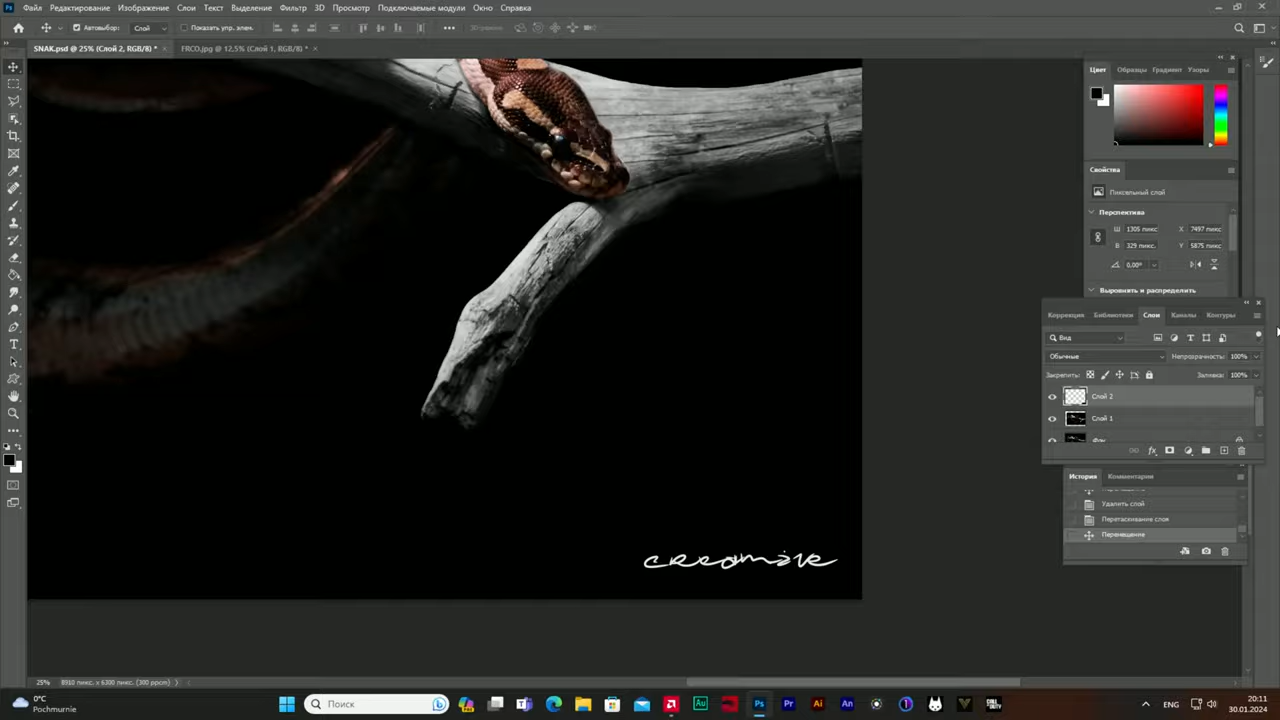 Файл Редактирование Изображение Слои Текст Выделение Фильтр 3D Просмотр Подключаемые модули Окно Справка
Автовыбор: Слой Показать упр. элем.
SNAK.psd @ 25% (Слой 2, RGB/8) * FRCO.jpg @ 12,5% (Слой 1, RGB/8) *
Цвет Образцы Градиент Узоры
Свойства
Пиксельный слой
Перспектива
Ш 1305 пикс X 7497 пикс
В 329 пикс. Y 5875 пикс
0,00°
Выровнять и распределить
Коррекция Библиотеки Слои Каналы Контуры
Вид
Обычные Непрозрачность: 100%
Закрепить: Заливка: 100%
Слой 2
Слой 1
История Комментарии
Удалить слой
Перетаскивание слоя
Перемещение
25% 8910 пикс. x 6300 пикс. (300 ppcm)
0°C
Pochmurnie
Поиск
ENG
20:11
30.01.2024